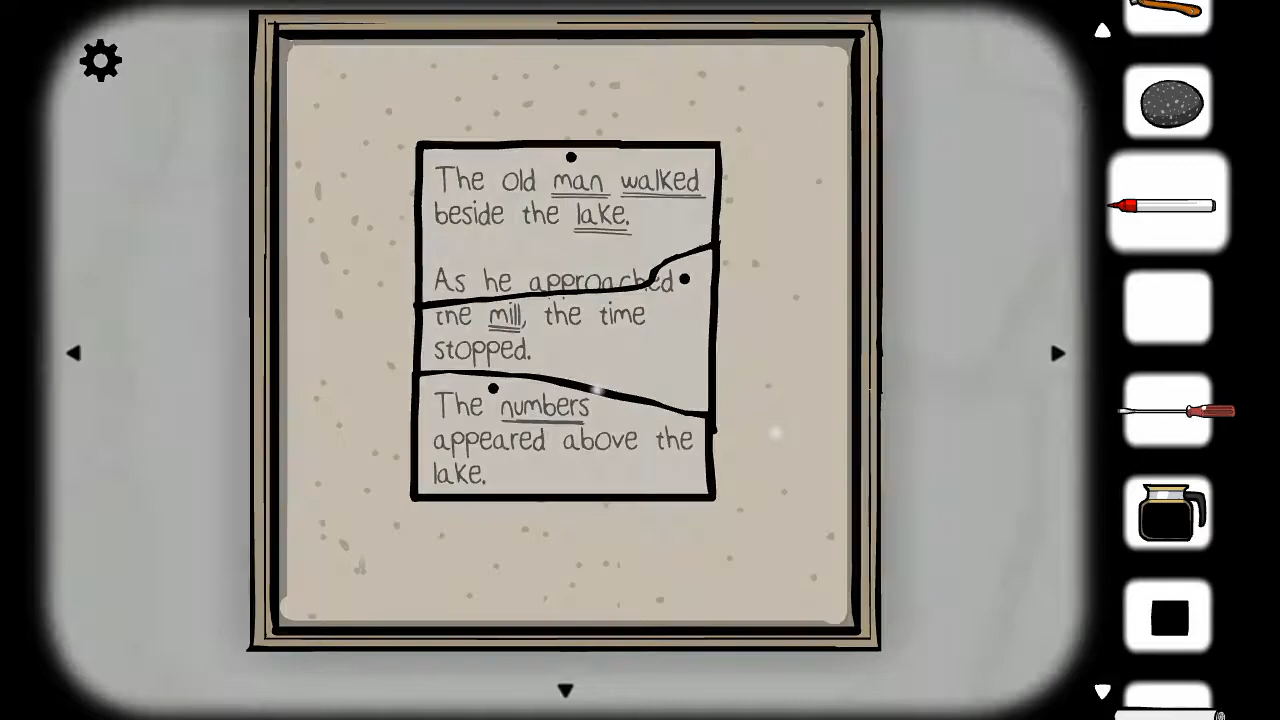 The old man walked
beside the lake.
As he approached
the mill, the time
stopped.
The numbers
appeared above the
lake.